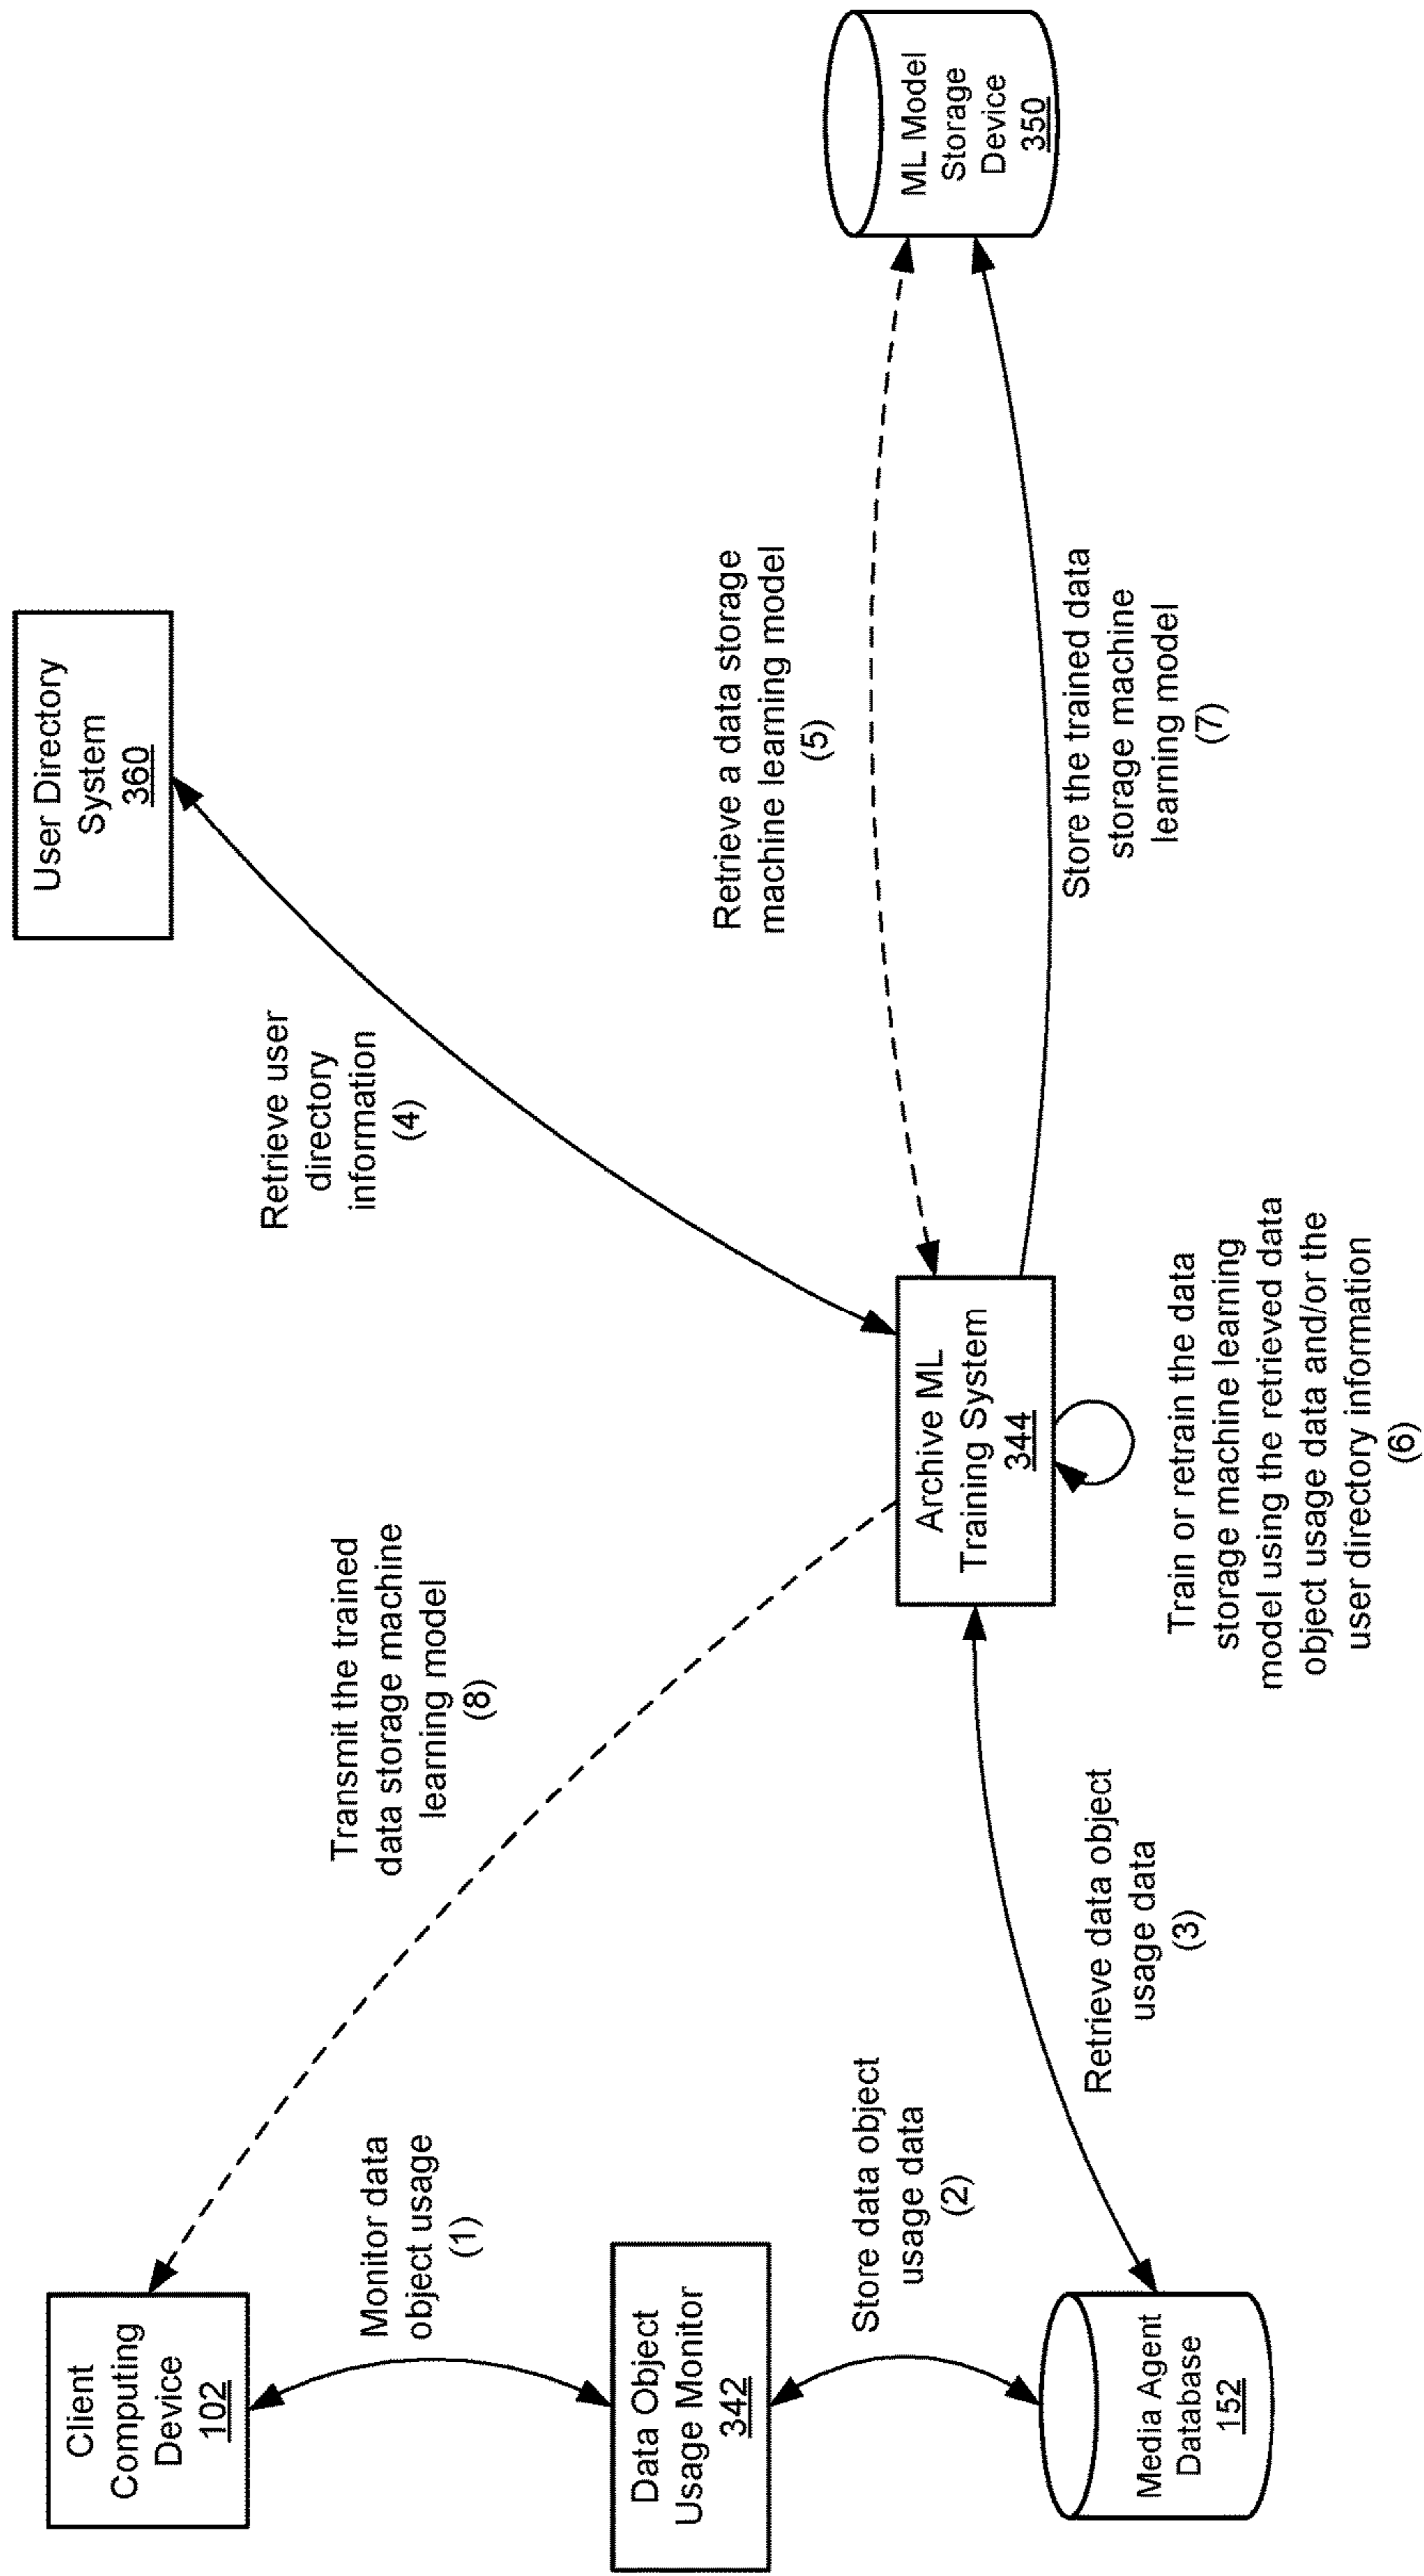 Client
Computing
Device
102
Monitor data
object usage
(1)
Data Object
Usage Monitor
342
Store data object
usage data
(2)
Media Agent
Database
152
Retrieve data object
usage data
(3)
Transmit the trained
data storage machine
learning model
(8)
Archive ML
Training System
344
Train or retrain the data
storage machine learning
model using the retrieved data
object usage data and/or the
user directory information
(6)
Retrieve user
directory
information
(4)
User Directory
System
360
Retrieve a data storage
machine learning model
(5)
Store the trained data
storage machine
learning model
(7)
ML Model
Storage
Device
350